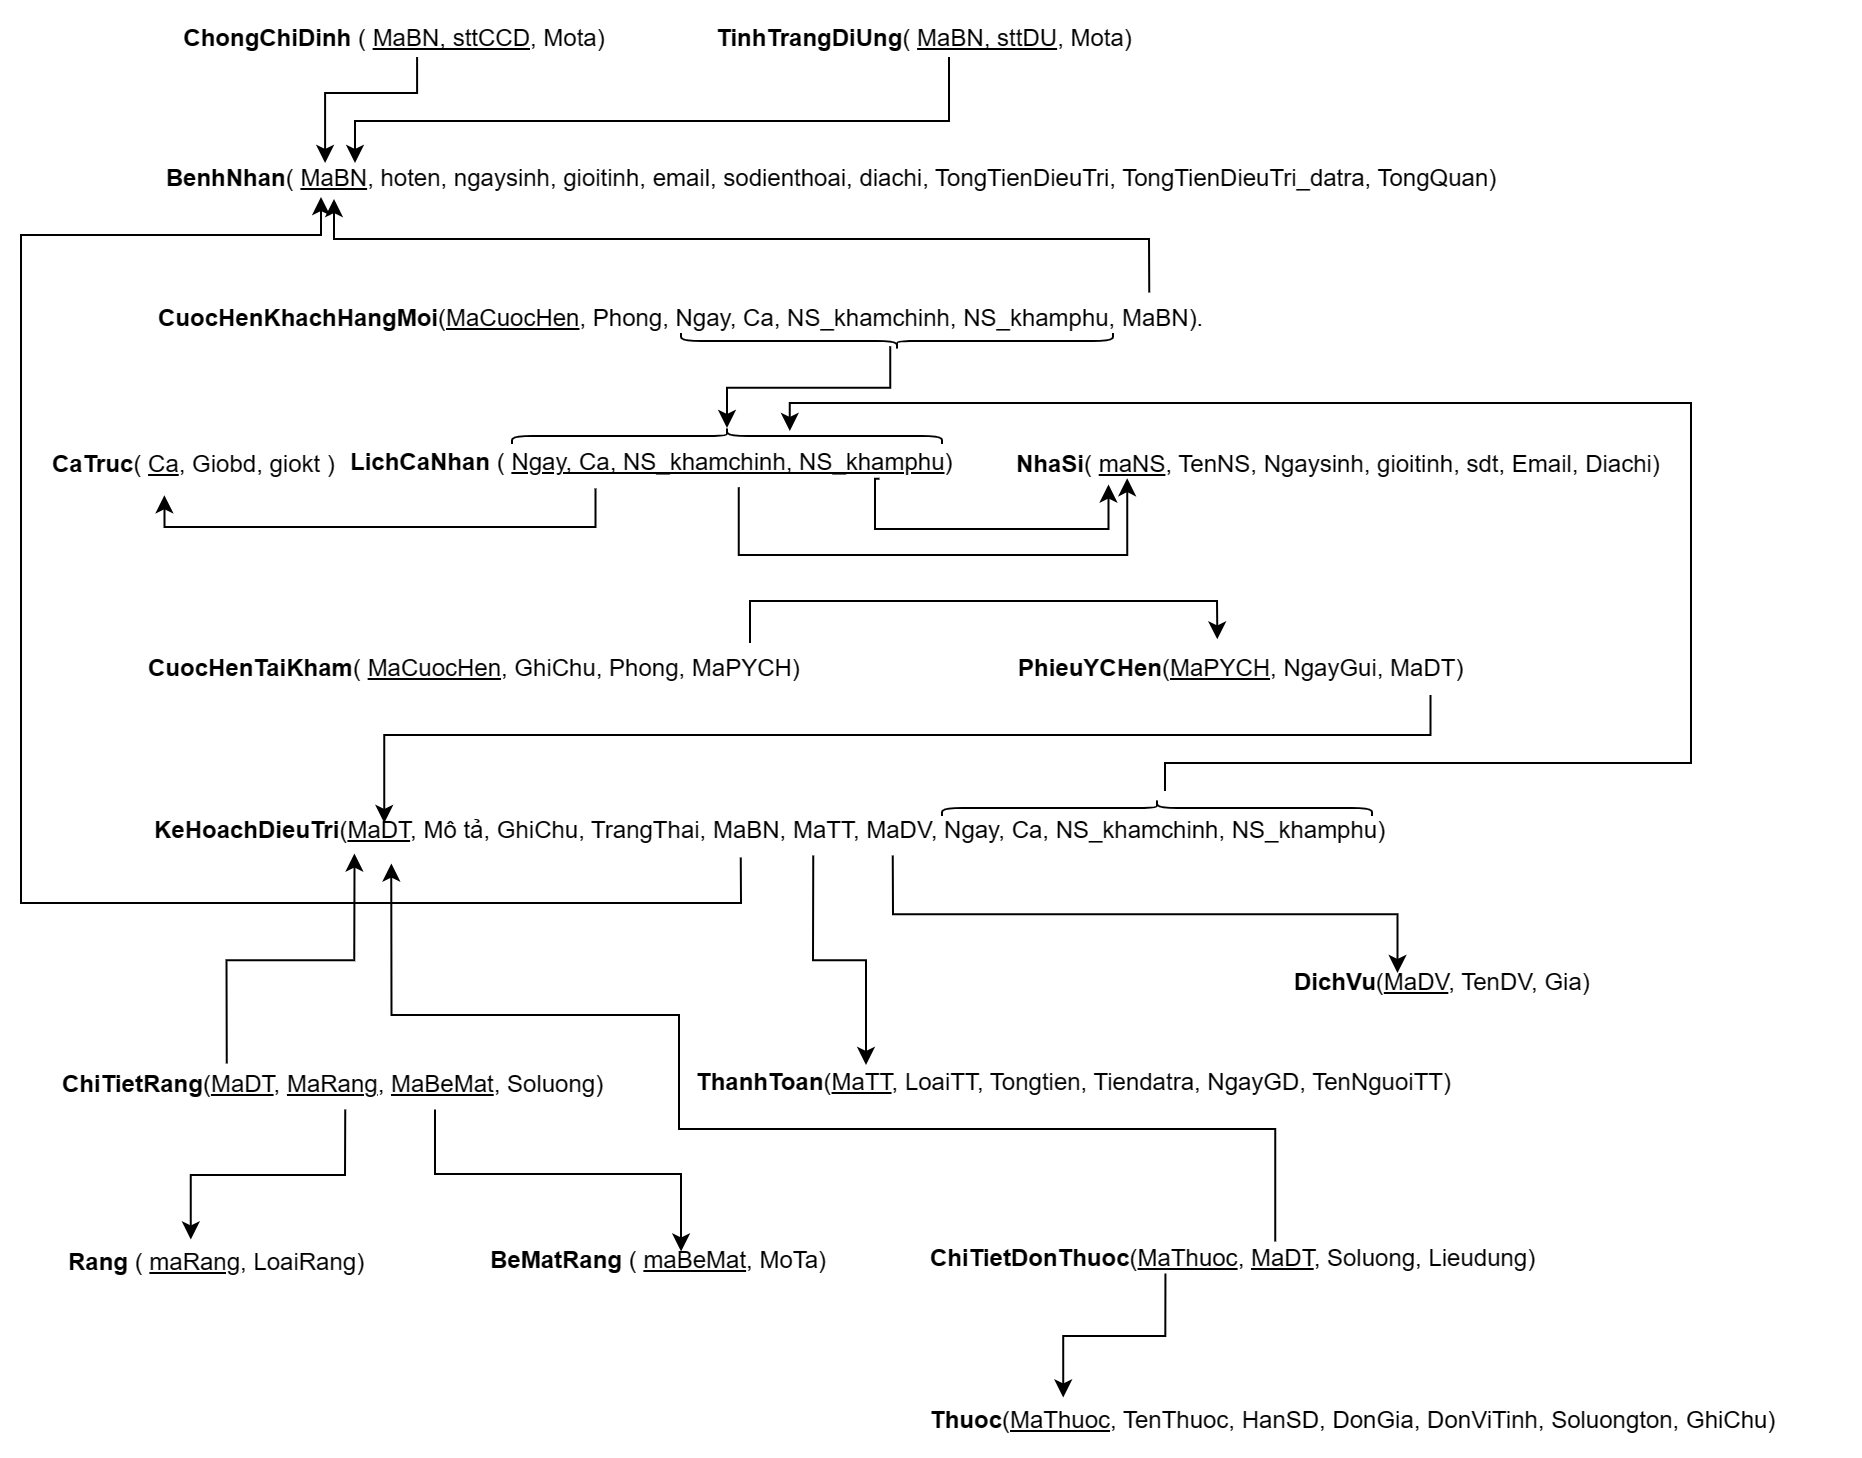 ChongChiDinh ( MaBN, sttCCD, Mota)
TinhTrangDiUng( MaBN, sttDU, Mota)
BenhNhan( MaBN, hoten, ngaysinh, gioitinh, email, sodienthoai, diachi, TongTienDieuTri, TongTienDieuTri_datra, TongQuan)
CuocHenKhachHangMoi(MaCuocHen, Phong, Ngay, Ca, NS_khamchinh, NS_khamphu, MaBN).
CaTruc( Ca, Giobd, giokt )
LichCaNhan ( Ngay, Ca, NS_khamchinh, NS_khamphu)
NhaSi( maNS, TenNS, Ngaysinh, gioitinh, sdt, Email, Diachi)
CuocHenTaiKham( MaCuocHen, GhiChu, Phong, MaPYCH)
PhieuYCHen(MaPYCH, NgayGui, MaDT)
KeHoachDieuTri(MaDT, Mô tả, GhiChu, TrangThai, MaBN, MaTT, MaDV, Ngay, Ca, NS_khamchinh, NS_khamphu)
DichVu(MaDV, TenDV, Gia)
ChiTietRang(MaDT, MaRang, MaBeMat, Soluong)
ThanhToan(MaTT, LoaiTT, Tongtien, Tiendatra, NgayGD, TenNguoiTT)
Rang ( maRang, LoaiRang)
BeMatRang ( maBeMat, MoTa)
ChiTietDonThuoc(MaThuoc, MaDT, Soluong, Lieudung)
Thuoc(MaThuoc, TenThuoc, HanSD, DonGia, DonViTinh, Soluongton, GhiChu)